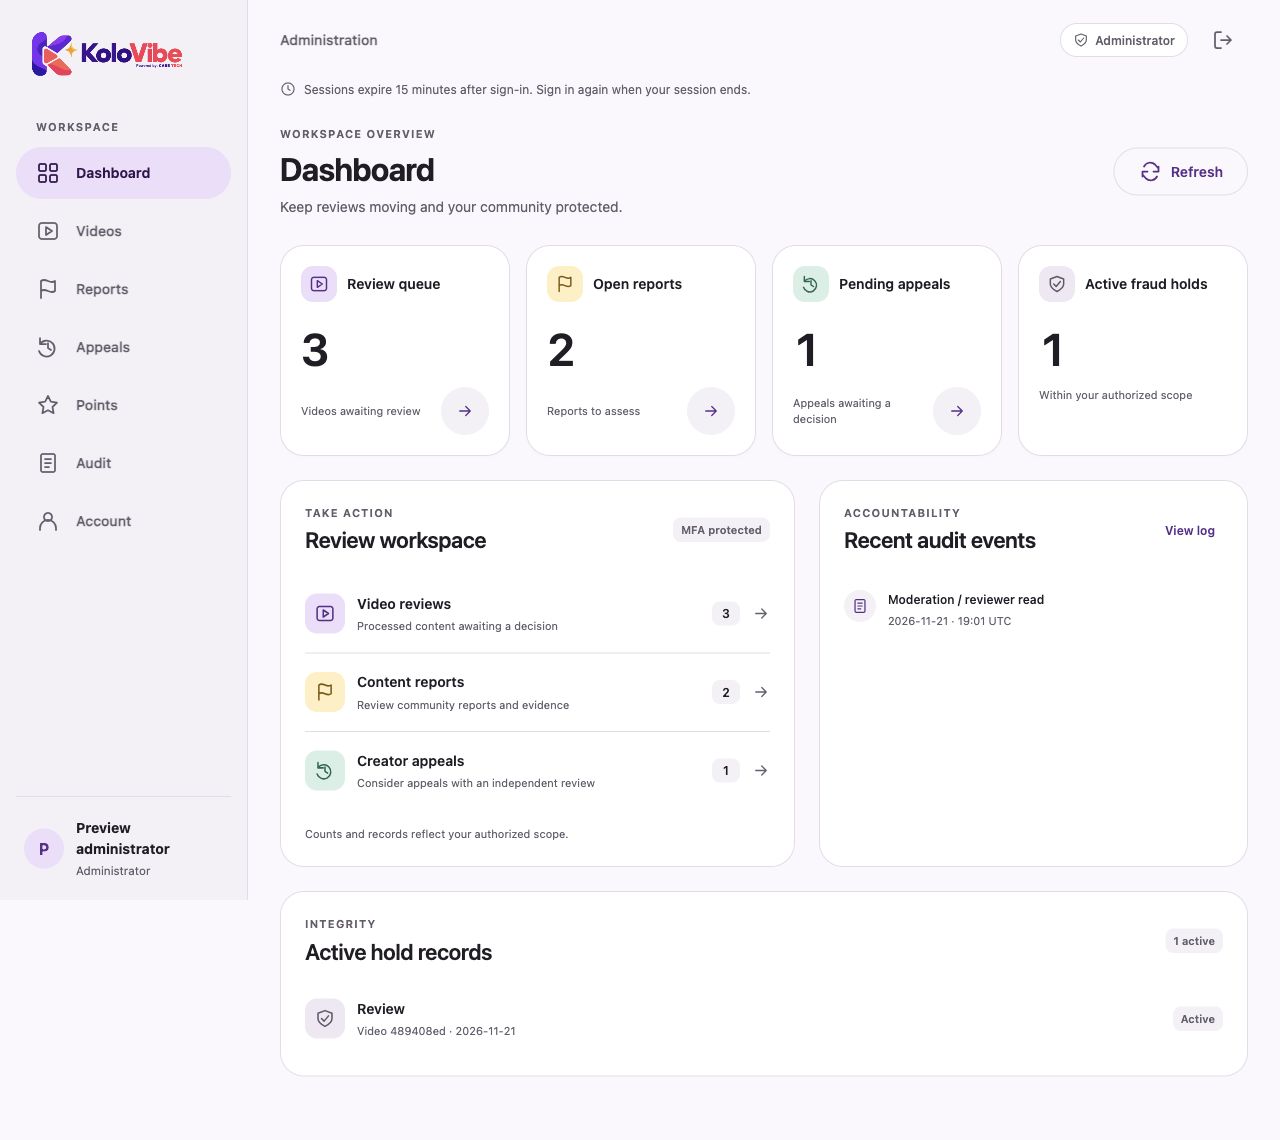 KoloVibe
Powered by: CABE TECH
WORKSPACE
Dashboard
Videos
Reports
Appeals
Points
Audit
Account
P
Preview
administrator
Administrator
Administration
Administrator
Sessions expire 15 minutes after sign-in. Sign in again when your session ends.
WORKSPACE OVERVIEW
Dashboard
Keep reviews moving and your community protected.
Refresh
Review queue
3
Videos awaiting review
Open reports
2
Reports to assess
Pending appeals
1
Appeals awaiting a
decision
Active fraud holds
1
Within your authorized scope
TAKE ACTION
Review workspace
MFA protected
Video reviews
Processed content awaiting a decision
3
Content reports
Review community reports and evidence
2
Creator appeals
Consider appeals with an independent review
1
Counts and records reflect your authorized scope.
ACCOUNTABILITY
Recent audit events
View log
Moderation / reviewer read
2026-11-21 · 19:01 UTC
INTEGRITY
Active hold records
1 active
Review
Video 489408ed · 2026-11-21
Active